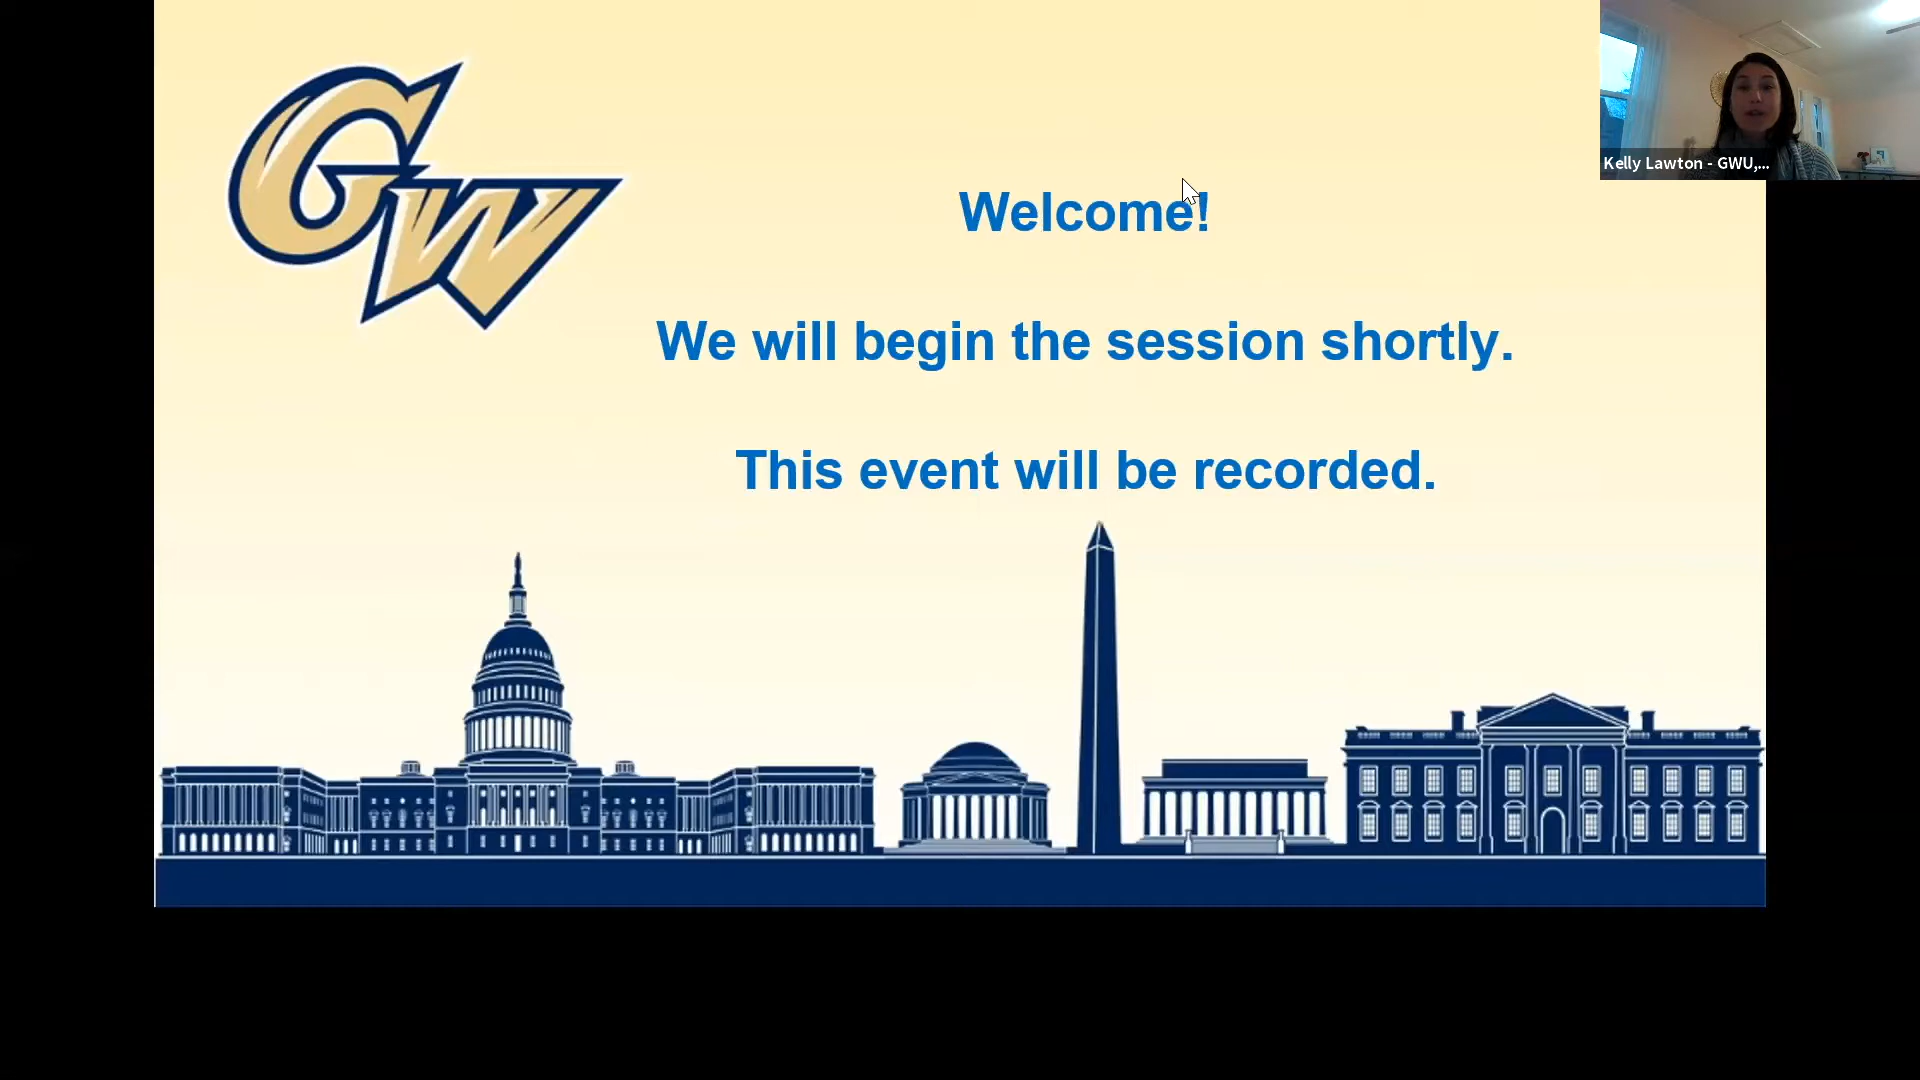 GW
Welcome!
We will begin the session shortly.
This event will be recorded.
Kelly Lawton - GWU,...